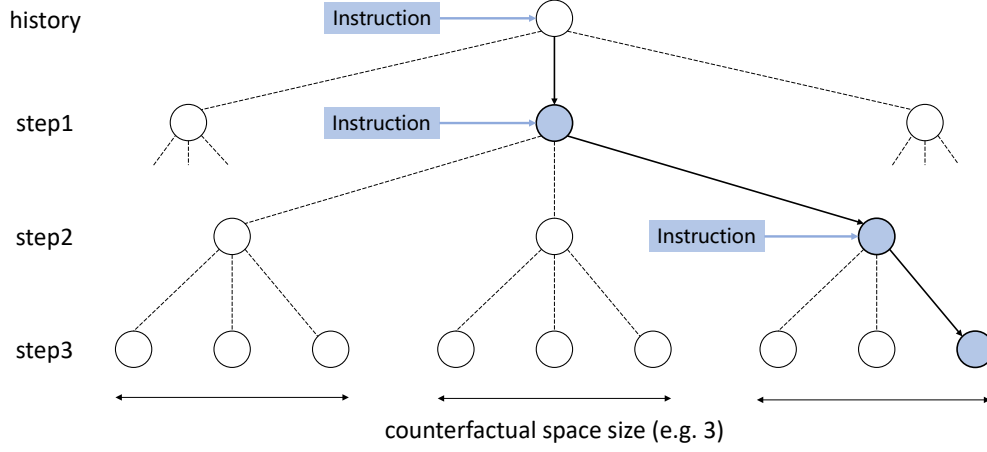 history
Instruction
step1
Instruction
step2
Instruction
step3
counterfactual space size (e.g. 3)